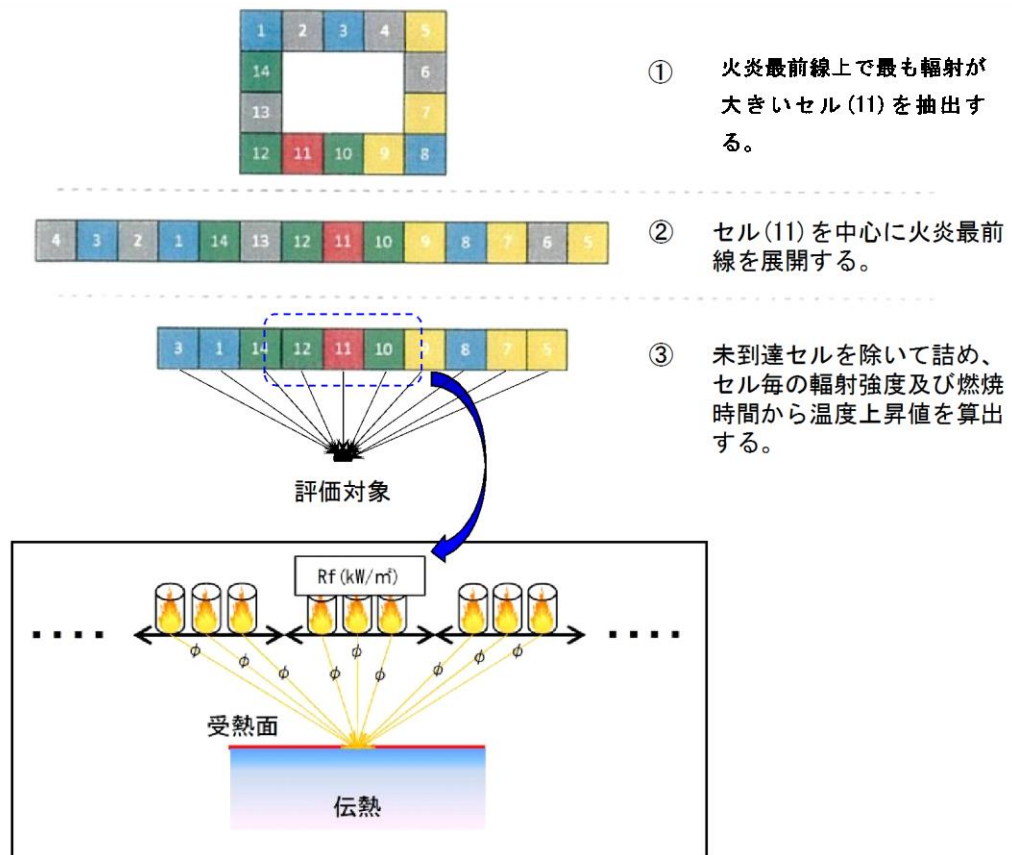 1 2 3 4 5
14 6
13 7
12 11 10 9 8
① 火炎最前線上で最も輻射が
大きいセル(11)を抽出す
る。
4 3 2 1 14 13 12 11 10 9 8 7 6 5
② セル(11)を中心に火炎最前
線を展開する。
3 1 14 12 11 10 9 8 7 5
③ 未到達セルを除いて詰め、
セル毎の輻射強度及び燃焼
時間から温度上昇値を算出
する。
評価対象
Rf(kW/㎡)
φ φ φ φ φ φ φ φ φ
受熱面
伝熱